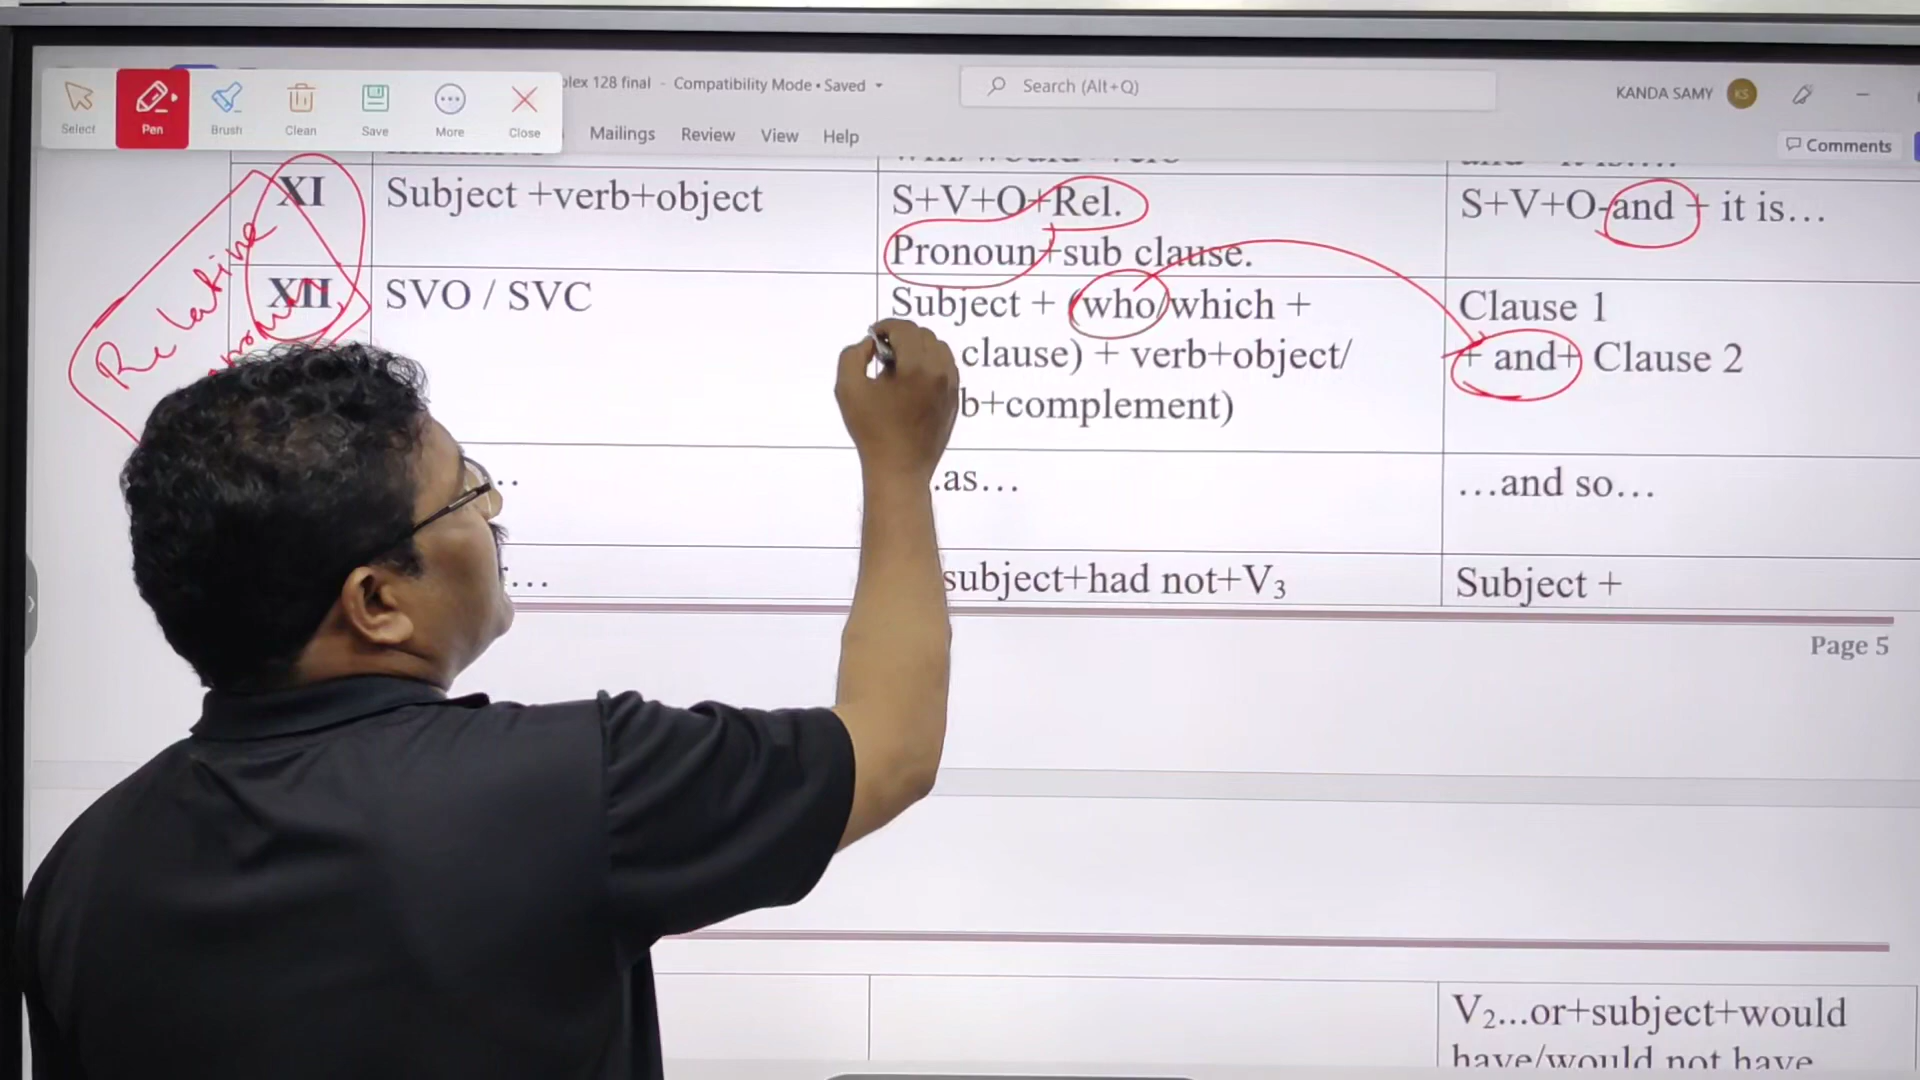 Select
Pen
Brush
Clean
Save
More
Close
plex 128 final - Compatibility Mode • Saved
Search (Alt+Q)
KANDA SAMY
KS
Mailings
Review
View
Help
Comments
XI
Subject +verb+object
S+V+O+Rel.
Pronoun+sub clause.
S+V+O-and + it is…
XII
SVO / SVC
Subject + (who/which +
clause) + verb+object/
b+complement)
Clause 1
+ and+ Clause 2
Relative
.as…
…and so…
subject+had not+V₃
Subject +
Page 5
V₂...or+subject+would
have/would not have